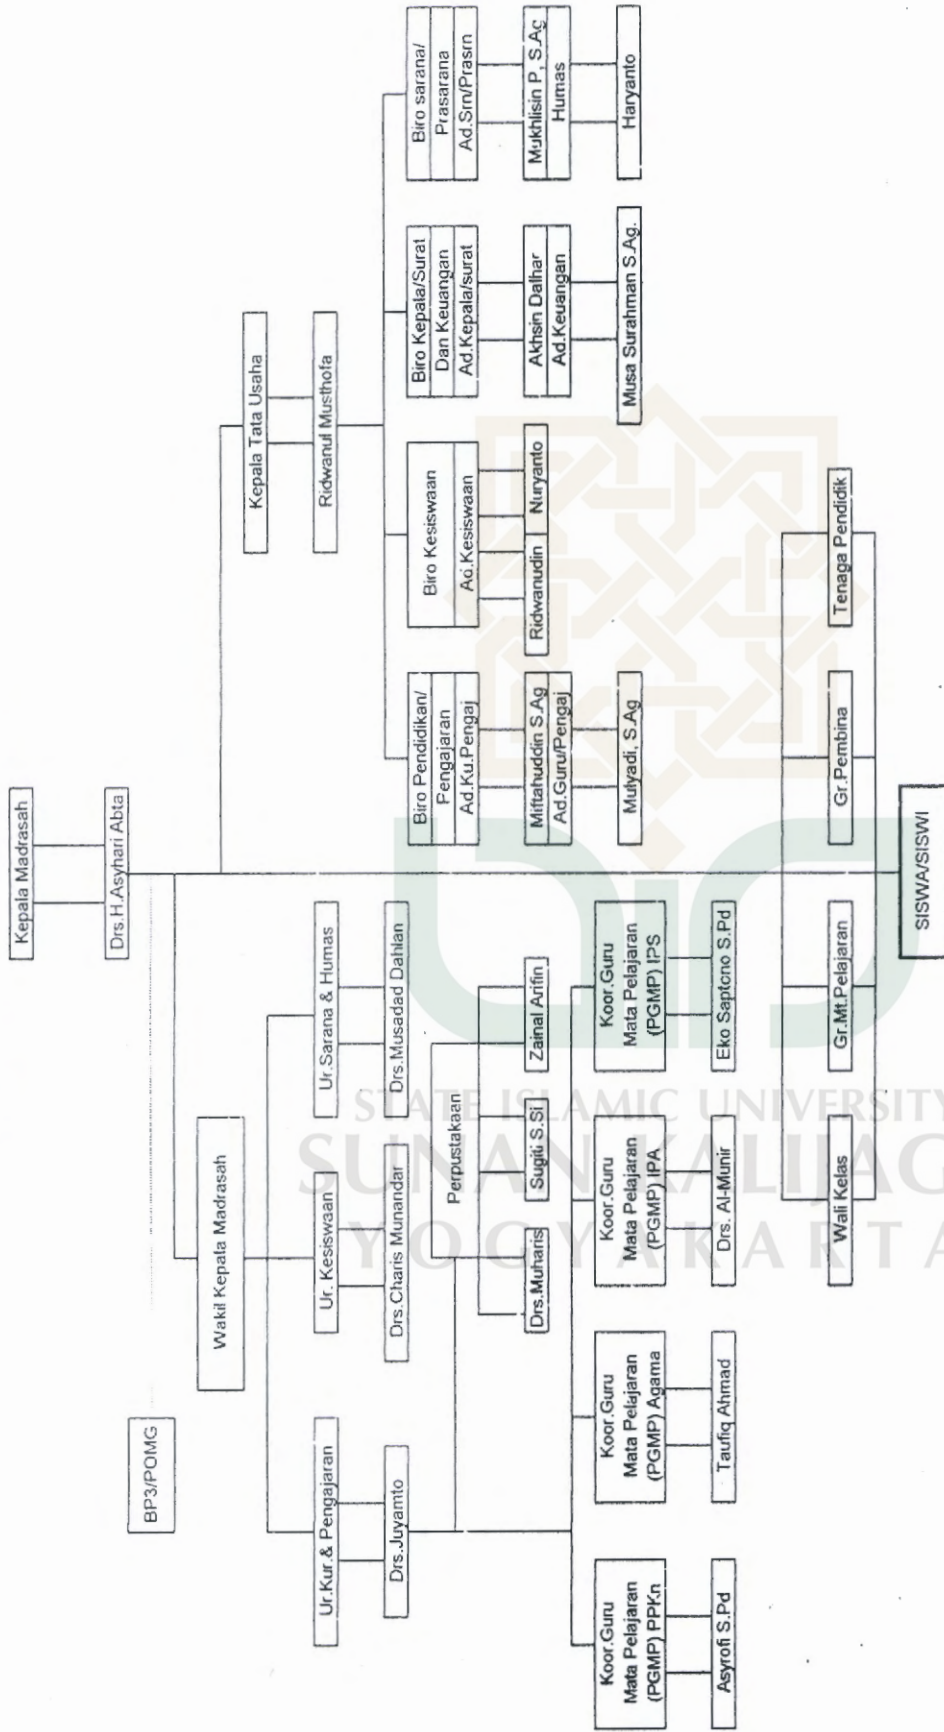 Kepala Madrasah
Drs.H.Asyhari Abta
BP3/POMG
Wakil Kepala Madrasah
Kepala Tata Usaha
Ridwanul Musthofa
Ur.Kur.& Pengajaran
Drs.Juyamto
Ur. Kesiswaan
Drs.Charis Munandar
Ur.Sarana & Humas
Drs.Musadad Dahlan
Biro Pendidikan/
Pengajaran
Ad.Ku.Pengaj
Miftahuddin S.Ag
Ad.Guru/Pengaj
Mulyadi, S.Ag
Biro Kesiswaan
Ad.Kesiswaan
Ridwanudin
Nuryanto
Biro Kepala/Surat
Dan Keuangan
Ad.Kepala/surat
Akhsin Dalhar
Ad.Keuangan
Musa Surahman S.Ag.
Biro sarana/
Prasarana
Ad.Srn/Prasrn
Mukhlisin P, S.Ag
Humas
Haryanto
Perpustakaan
Drs.Muharis
Sugiti S.Si
Zainal Arifin
Koor.Guru
Mata Pelajaran
(PGMP) PPKn
Asyrofi S.Pd
Koor.Guru
Mata Pelajaran
(PGMP) Agama
Taufiq Ahmad
Koor.Guru
Mata Pelajaran
(PGMP) IPA
Drs. Al-Munir
Koor.Guru
Mata Pelajaran
(PGMP) IPS
Eko Saptono S.Pd
Wali Kelas
Gr.Mt.Pelajaran
Gr.Pembina
Tenaga Pendidik
SISWA/SISWI
STATE ISLAMIC UNIVERSITY
SUNAN KALIJAG
YOGYAKARTA